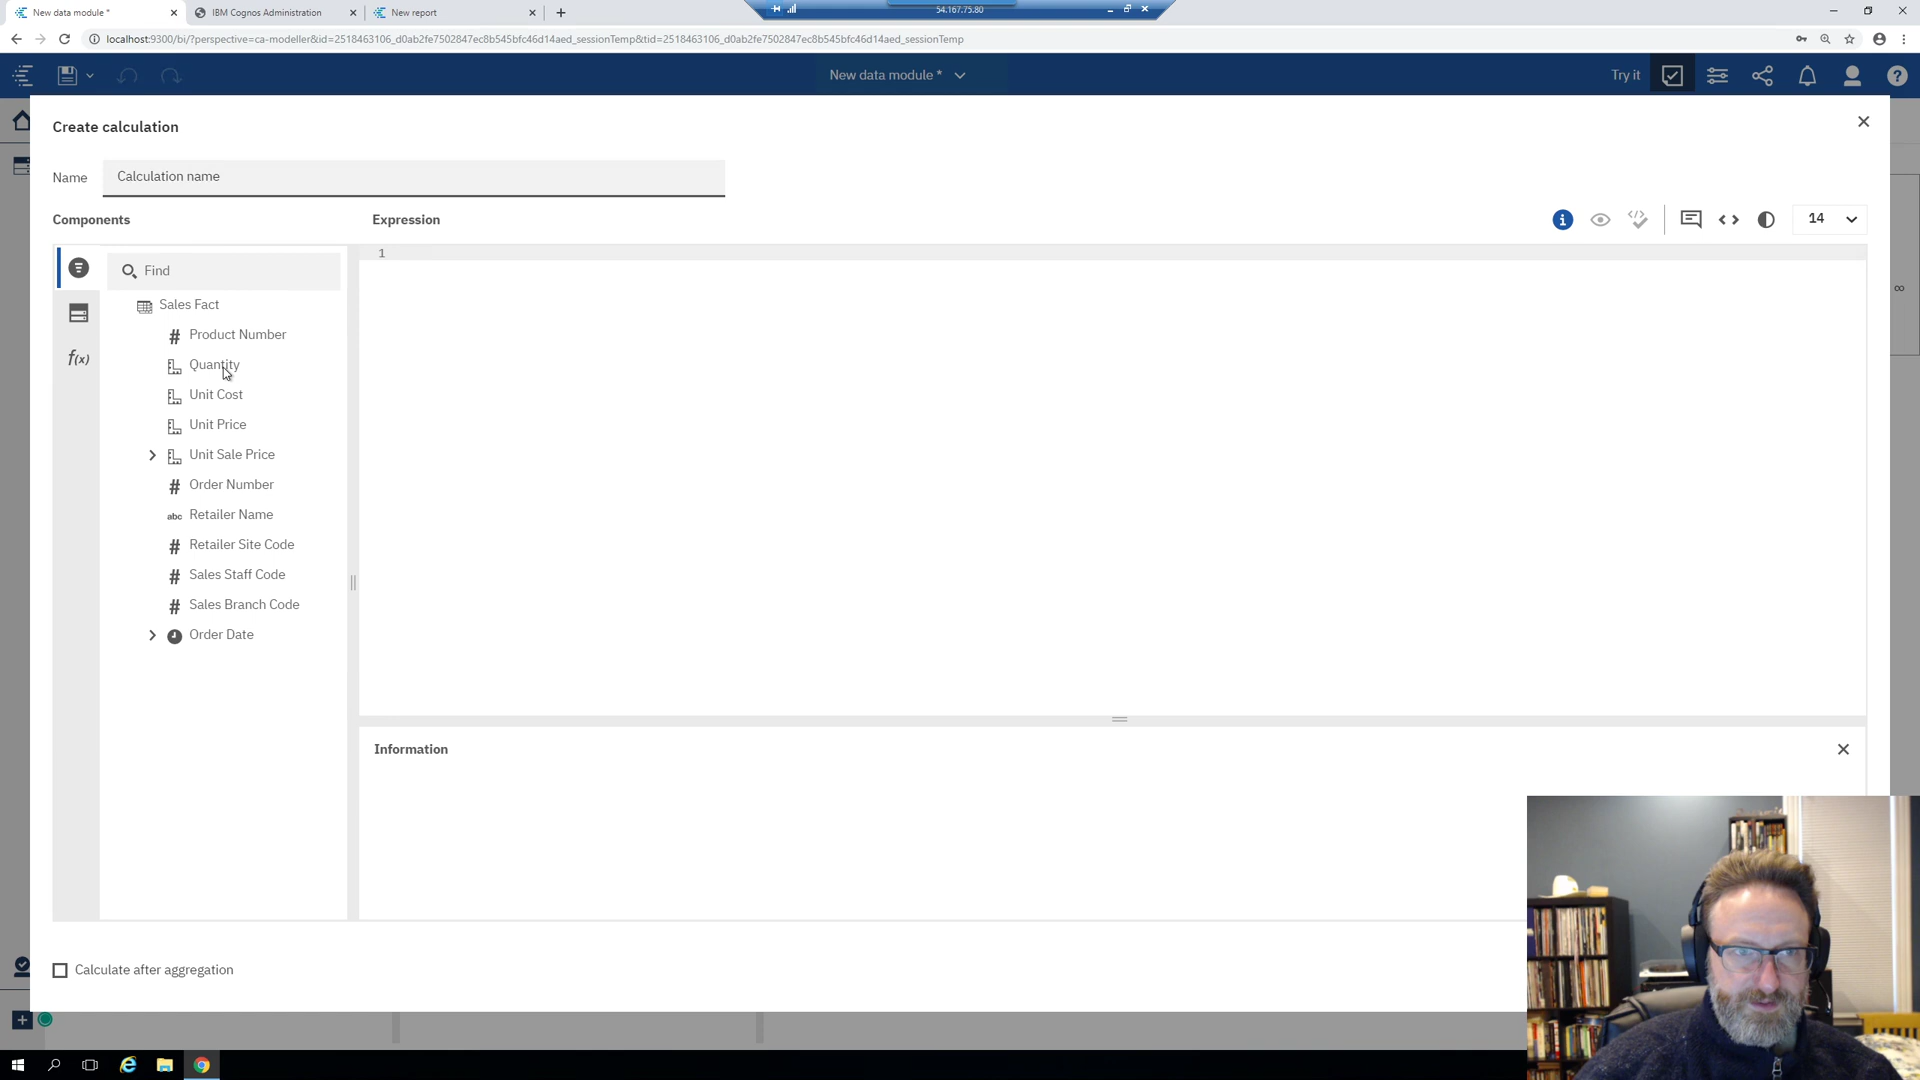 New data module *
IBM Cognos Administration
New report
54.167.75.80
localhost:9300/bi/?perspective=ca-modeller&id=2518463106_d0ab2fe7502847ec8b545bfc46d14aed_sessionTemp&tid=2518463106_d0ab2fe7502847ec8b545bfc46d14aed_sessionTemp
New data module *
Try it
Create calculation
Name
Calculation name
Components
Expression
14
Find
1
Sales Fact
# Product Number
Quantity
Unit Cost
Unit Price
Unit Sale Price
# Order Number
abc Retailer Name
# Retailer Site Code
# Sales Staff Code
# Sales Branch Code
Order Date
f(x)
Information
Calculate after aggregation